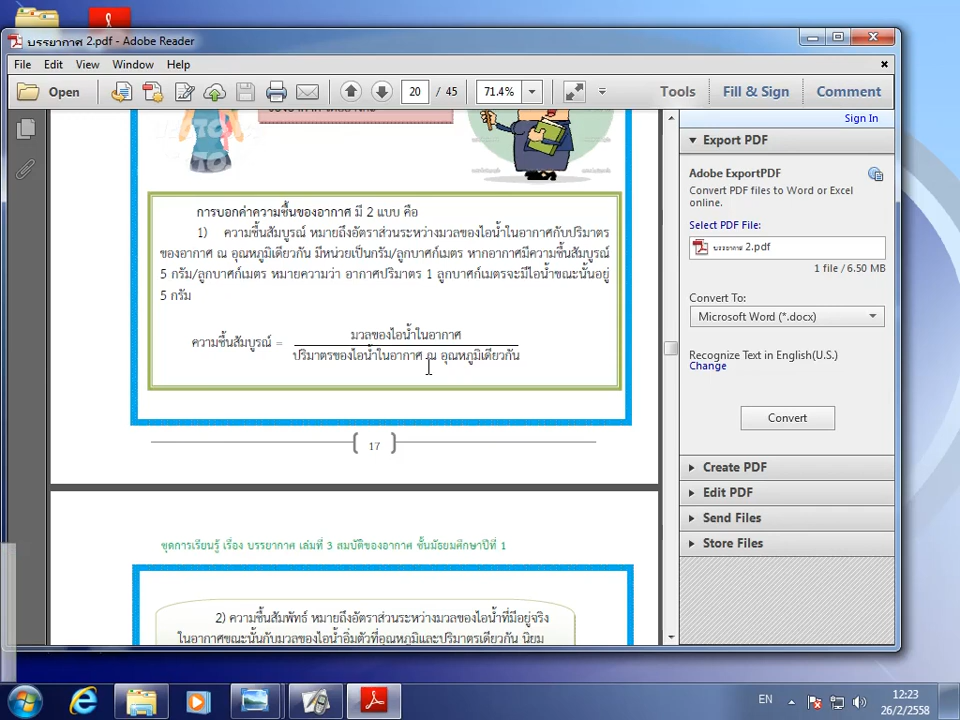 บรรยากาศ 2.pdf - Adobe Reader
File Edit View Window Help
Open 20 / 45 71.4% Tools Fill & Sign Comment
Sign In
Export PDF
Adobe ExportPDF
Convert PDF files to Word or Excel
online.
Select PDF File:
บรรยากาศ 2.pdf
1 file / 6.50 MB
Convert To:
Microsoft Word (*.docx)
Recognize Text in English(U.S.)
Change
Convert
Create PDF
Edit PDF
Send Files
Store Files
การบอกค่าความชื้นของอากาศ มี 2 แบบ คือ
1) ความชื้นสัมบูรณ์ หมายถึงอัตราส่วนระหว่างมวลของไอน้ำในอากาศกับปริมาตร
ของอากาศ ณ อุณหภูมิเดียวกัน มีหน่วยเป็นกรัม/ลูกบาศก์เมตร หากอากาศมีความชื้นสัมบูรณ์
5 กรัม/ลูกบาศก์เมตร หมายความว่า อากาศปริมาตร 1 ลูกบาศก์เมตรจะมีไอน้ำขณะนั้นอยู่
5 กรัม
มวลของไอน้ำในอากาศ
ความชื้นสัมบูรณ์ =
ปริมาตรของไอน้ำในอากาศ ณ อุณหภูมิเดียวกัน
17
ชุดการเรียนรู้ เรื่อง บรรยากาศ เล่มที่ 3 สมบัติของอากาศ ชั้นมัธยมศึกษาปีที่ 1
2) ความชื้นสัมพัทธ์ หมายถึงอัตราส่วนระหว่างมวลของไอน้ำที่มีอยู่จริง
ในอากาศขณะนั้นกับมวลของไอน้ำอิ่มตัวที่อุณหภูมิและปริมาตรเดียวกัน นิยม
EN
12:23
26/2/2558